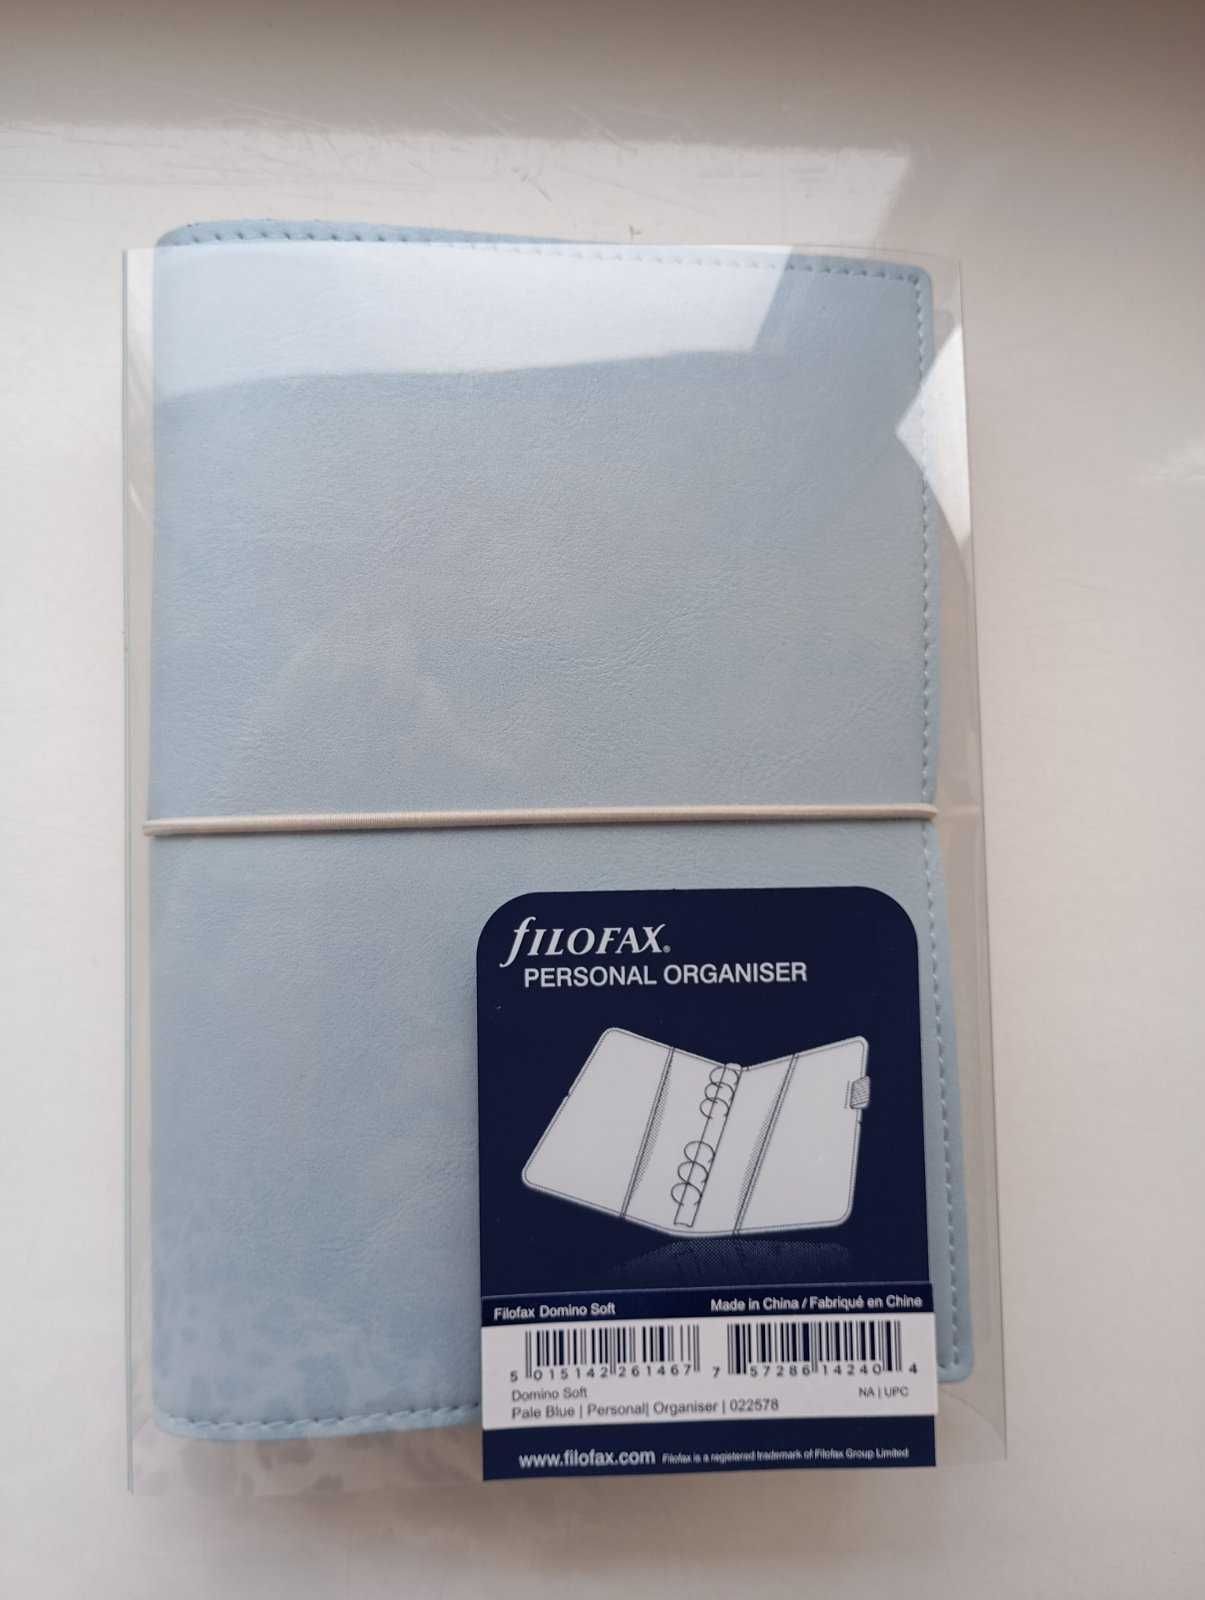 fILOFAX®
PERSONAL ORGANISER
Filofax Domino Soft
Made in China / Fabriqué en Chine
5 015142 261467
7 57286 14240 4
Domino Soft
NA | UPC
Pale Blue | Personal| Organiser | 022578
www.filofax.com Filofax is a registered trademark of Filofax Group Limited